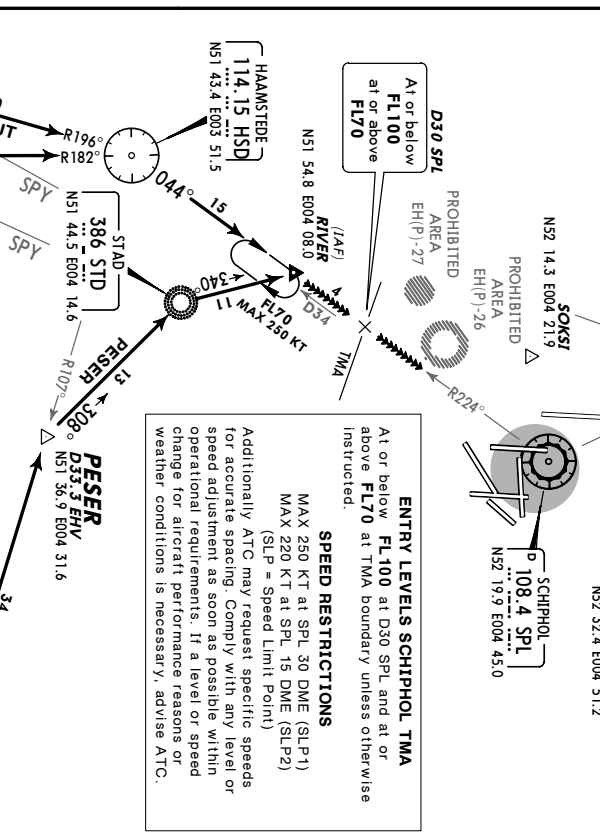 N52 32.4 E004 51.2
SOKSI
N52 14.3 E004 21.9
PROHIBITED
AREA
EH(P)-26
PROHIBITED
AREA
EH(P)-27
D30 SPL
At or below
FL100
at or above
FL70
SCHIPHOL
D 108.4 SPL
N52 19.9 E004 45.0
R224°
TMA
(IAF)
RIVER
N51 54.8 E004 08.0
4
D34
FL70
MAX 250 KT
HAAMSTEDE
114.15 HSD
N51 43.4 E003 51.5
044°
15
340°
11
R196°
R182°
SPY
SPY
STAD
386 STD
N51 44.5 E004 14.6
PESER
13
308°
R107°
PESER
D33.3 EHV
N51 36.9 E004 31.6
34
ENTRY LEVELS SCHIPHOL TMA
At or below FL100 at D30 SPL and at or
above FL70 at TMA boundary unless otherwise
instructed.
SPEED RESTRICTIONS
MAX 250 KT at SPL 30 DME (SLP1)
MAX 220 KT at SPL 15 DME (SLP2)
(SLP = Speed Limit Point)
Additionally ATC may request specific speeds
for accurate spacing. Comply with any level or
speed adjustment as soon as possible within
operational requirements. If a level or speed
change for aircraft performance reasons or
weather conditions is necessary, advise ATC.